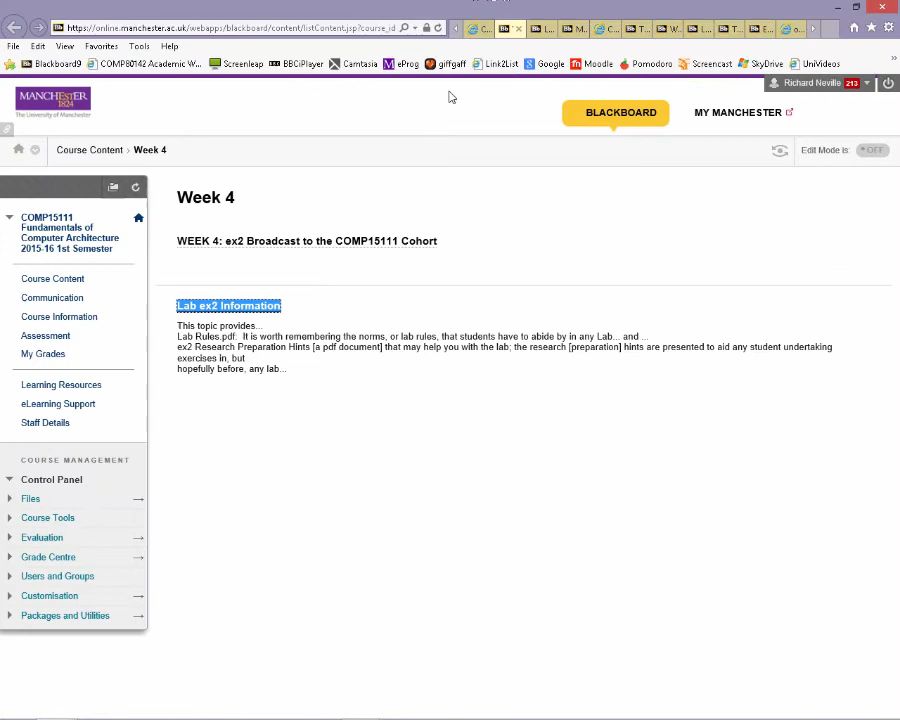 https://online.manchester.ac.uk/webapps/blackboard/content/listContent.jsp?course_id
File Edit View Favorites Tools Help
Blackboard9 COMP80142 Academic W... Screenleap BBCiPlayer Camtasia eProg giffgaff Link2List Google Moodle Pomodoro Screencast SkyDrive UniVideos
Richard Neville 213
MANCHESTER
1824
The University of Manchester
BLACKBOARD
MY MANCHESTER
Course Content › Week 4
Edit Mode is: OFF
COMP15111
Fundamentals of
Computer Architecture
2015-16 1st Semester
Course Content
Communication
Course Information
Assessment
My Grades
Learning Resources
eLearning Support
Staff Details
COURSE MANAGEMENT
Control Panel
Files
Course Tools
Evaluation
Grade Centre
Users and Groups
Customisation
Packages and Utilities
Week 4
WEEK 4: ex2 Broadcast to the COMP15111 Cohort
Lab ex2 Information
This topic provides...
Lab Rules.pdf: It is worth remembering the norms, or lab rules, that students have to abide by in any Lab... and ...
ex2 Research Preparation Hints [a pdf document] that may help you with the lab; the research [preparation] hints are presented to aid any student undertaking
exercises in, but
hopefully before, any lab...